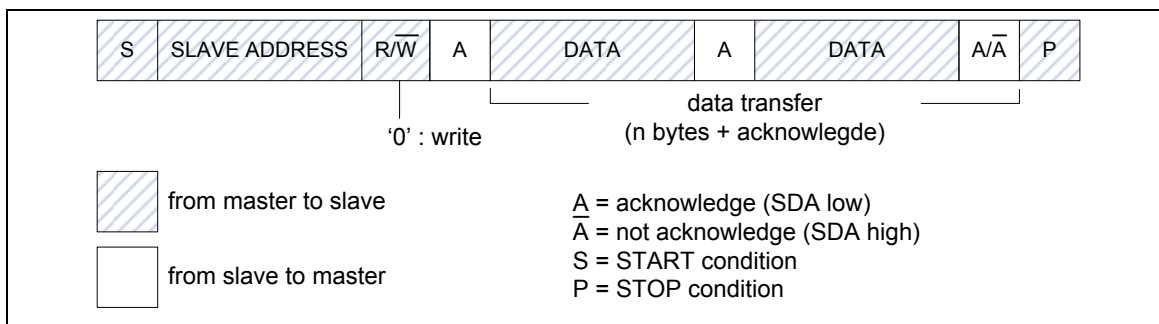 S SLAVE ADDRESS R/W̅ A DATA A DATA A/A̅ P
data transfer
(n bytes + acknowlegde)
‘0’ : write
from master to slave
from slave to master
A = acknowledge (SDA low)
A̅ = not acknowledge (SDA high)
S = START condition
P = STOP condition